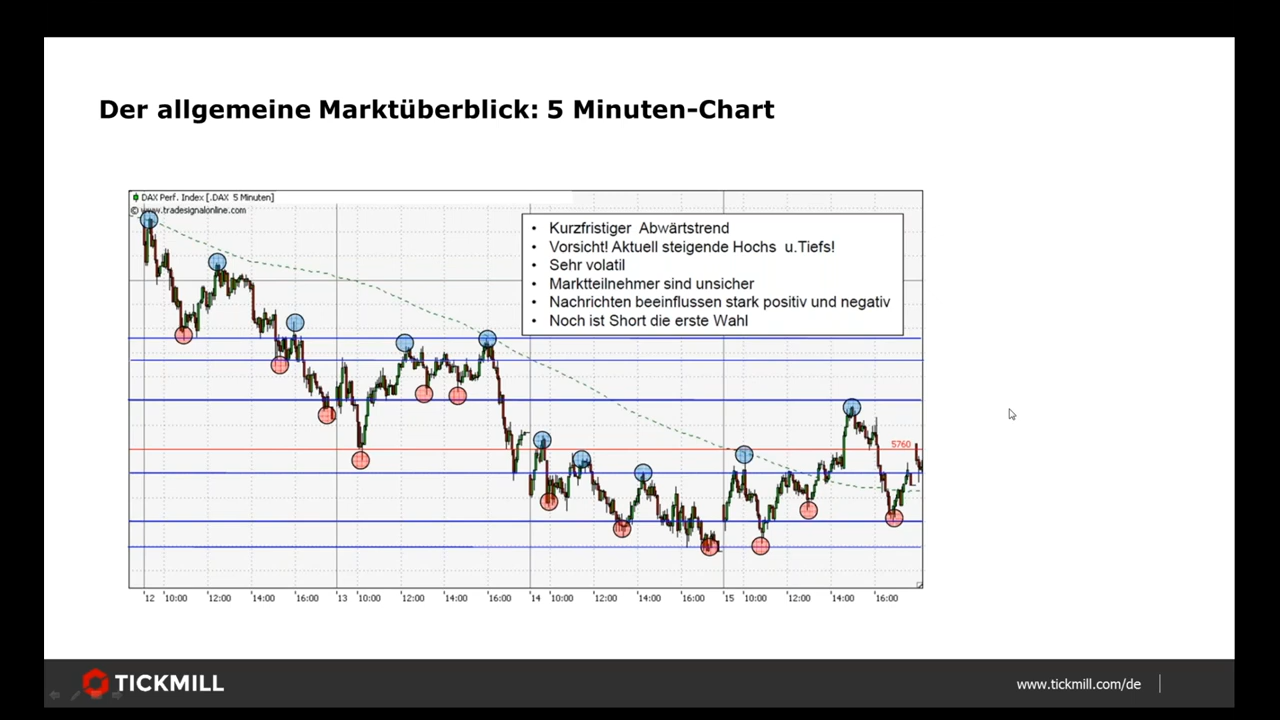 Der allgemeine Marktüberblick: 5 Minuten-Chart
DAX Perf. Index [.DAX 5 Minuten]
© www.tradesignalonline.com
• Kurzfristiger Abwärtstrend
• Vorsicht! Aktuell steigende Hochs u.Tiefs!
• Sehr volatil
• Marktteilnehmer sind unsicher
• Nachrichten beeinflussen stark positiv und negativ
• Noch ist Short die erste Wahl
5760
12 10:00 12:00 14:00 16:00 13 10:00 12:00 14:00 16:00 14 10:00 12:00 14:00 16:00 15 10:00 12:00 14:00 16:00
TICKMILL
www.tickmill.com/de